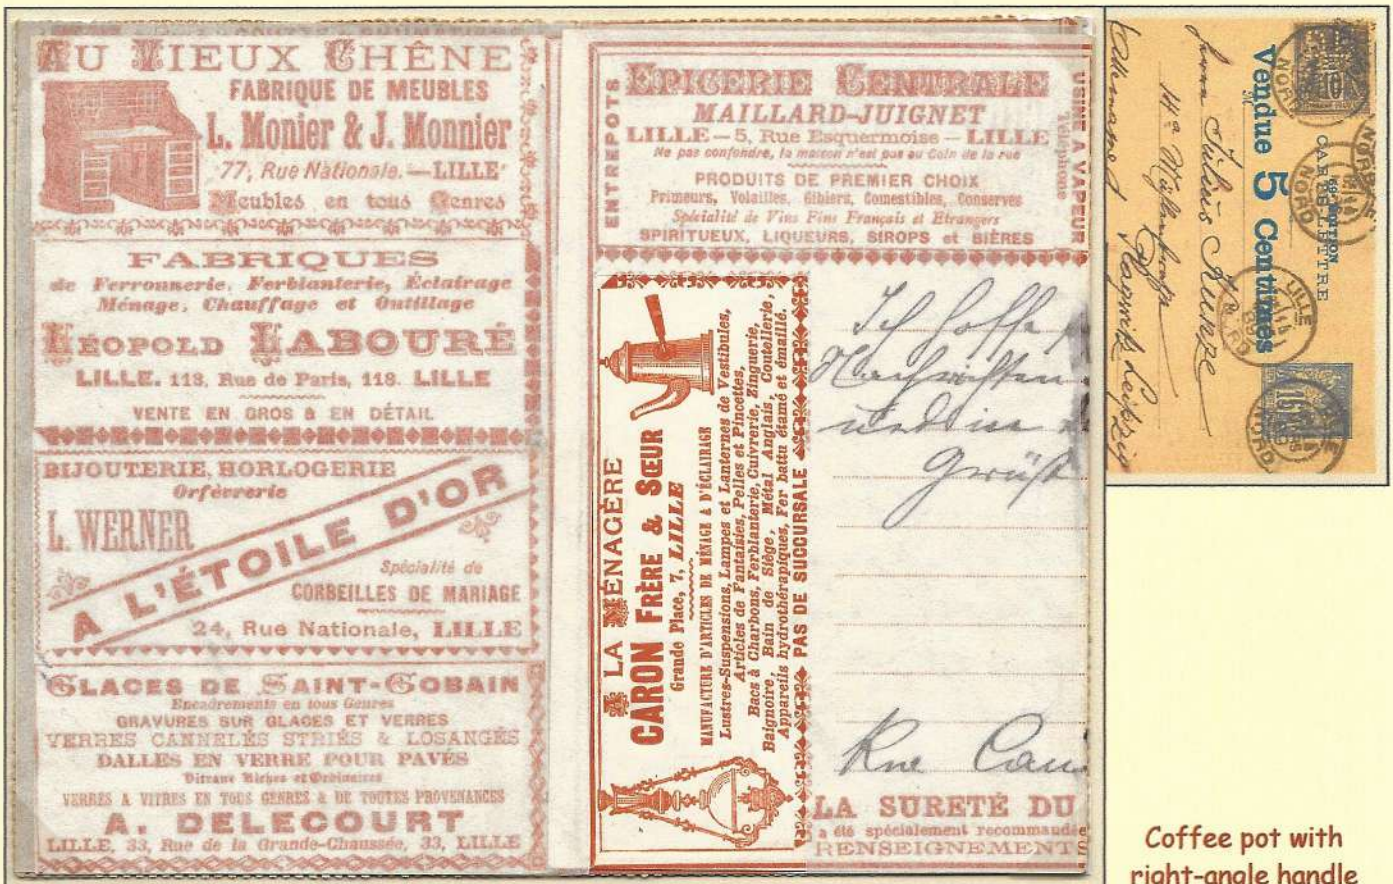 AU VIEUX CHÊNE
FABRIQUE DE MEUBLES
L. Monier & J. Monnier
77, Rue Nationale. — LILLE
Meubles en tous Genres
FABRIQUES
de Ferronnerie, Ferblanterie, Éclairage
Ménage, Chauffage et Outillage
LÉOPOLD LABOURÉ
LILLE. 118, Rue de Paris, 118. LILLE
VENTE EN GROS & EN DÉTAIL
BIJOUTERIE, HORLOGERIE
Orfèvrerie
L. WERNER
A L'ÉTOILE D'OR
Spécialité de
CORBEILLES DE MARIAGE
24, Rue Nationale, LILLE
GLACES DE SAINT-GOBAIN
Encadrements en tous Genres
GRAVURES SUR GLACES ET VERRES
VERRES CANNELÉS STRIÉS & LOSANGÉS
DALLES EN VERRE POUR PAVÉS
Vitraux Riches et Ordinaires
VERRES A VITRES EN TOUS GENRES & DE TOUTES PROVENANCES
A. DELECOURT
LILLE, 33, Rue de la Grande-Chaussée, 33, LILLE
ENTREPOTS
EPICERIE CENTRALE
MAILLARD-JUIGNET
LILLE — 5, Rue Esquermoise — LILLE
Ne pas confondre, la maison n'est pas au Coin de la rue
PRODUITS DE PREMIER CHOIX
Primeurs, Volailles, Gibiers, Comestibles, Conserves
Spécialité de Vins Fins Français et Etrangers
SPIRITUEUX, LIQUEURS, SIROPS et BIÈRES
USINE A VAPEUR
Téléphone
A LA MÉNAGÈRE
CARON FRÈRE & SŒUR
Grande Place, 7, LILLE
MANUFACTURE D'ARTICLES DE MÉNAGE & D'ÉCLAIRAGE
Lustres-Suspensions, Lampes et Lanternes de Vestibules,
Articles de Fantaisies, Pelles et Pincettes,
Bacs à Charbons, Ferblanterie, Cuivrerie, Zinguerie,
Baignoire, Bain de Siège, Métal Anglais, Coutellerie,
Appareils hydrothérapiques, Fer battu étamé et émaillé.
PAS DE SUCCURSALE
Ich hoffe
Nachrichten
und in
Grüßt
Rue Cau
LA SURETÉ DU
a été spécialement recommandée
RENSEIGNEMENTS
CARTE LETTRE
Vendue 5 Centimes
LILLE
NORD
Coffee pot with
right-angle handle